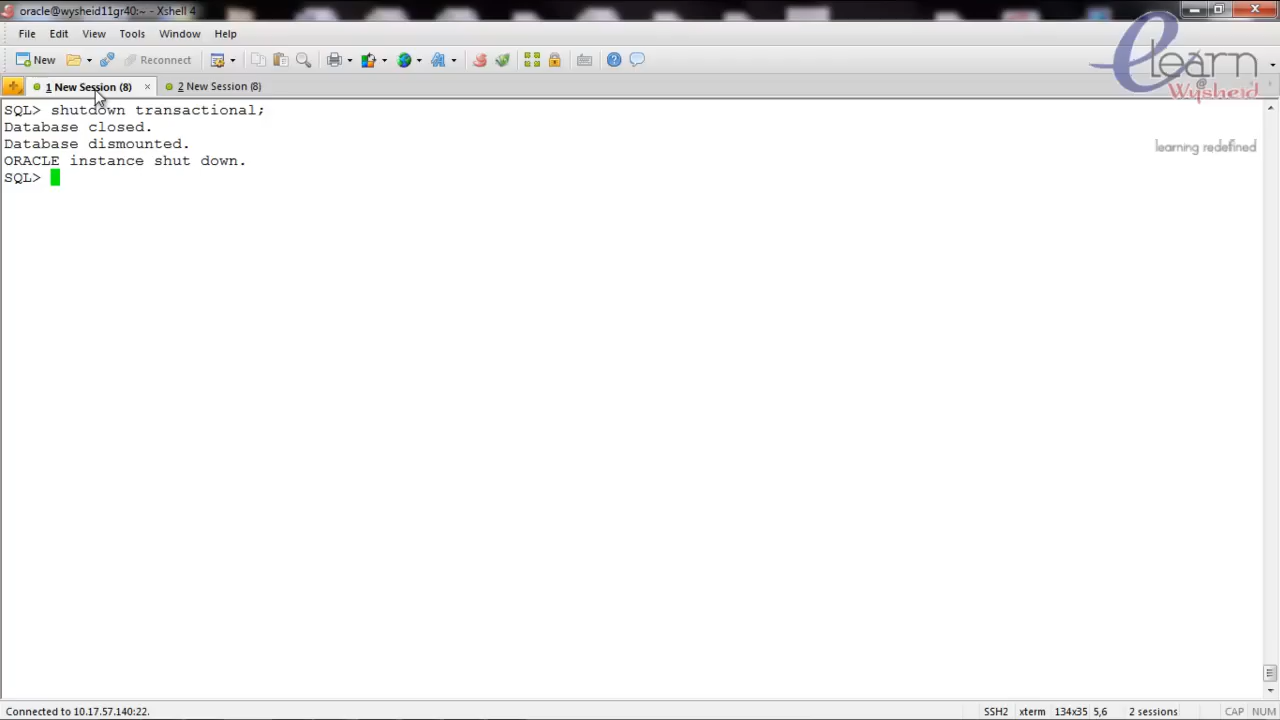 oracle@wysheid11gr40:~ - Xshell 4
File Edit View Tools Window Help
New Reconnect
1 New Session (8) × 2 New Session (8)
elearn
@
Wysheid
learning redefined
SQL> shutdown transactional;
Database closed.
Database dismounted.
ORACLE instance shut down.
SQL>
Connected to 10.17.57.140:22. SSH2 xterm 134x35 5,6 2 sessions CAP NUM